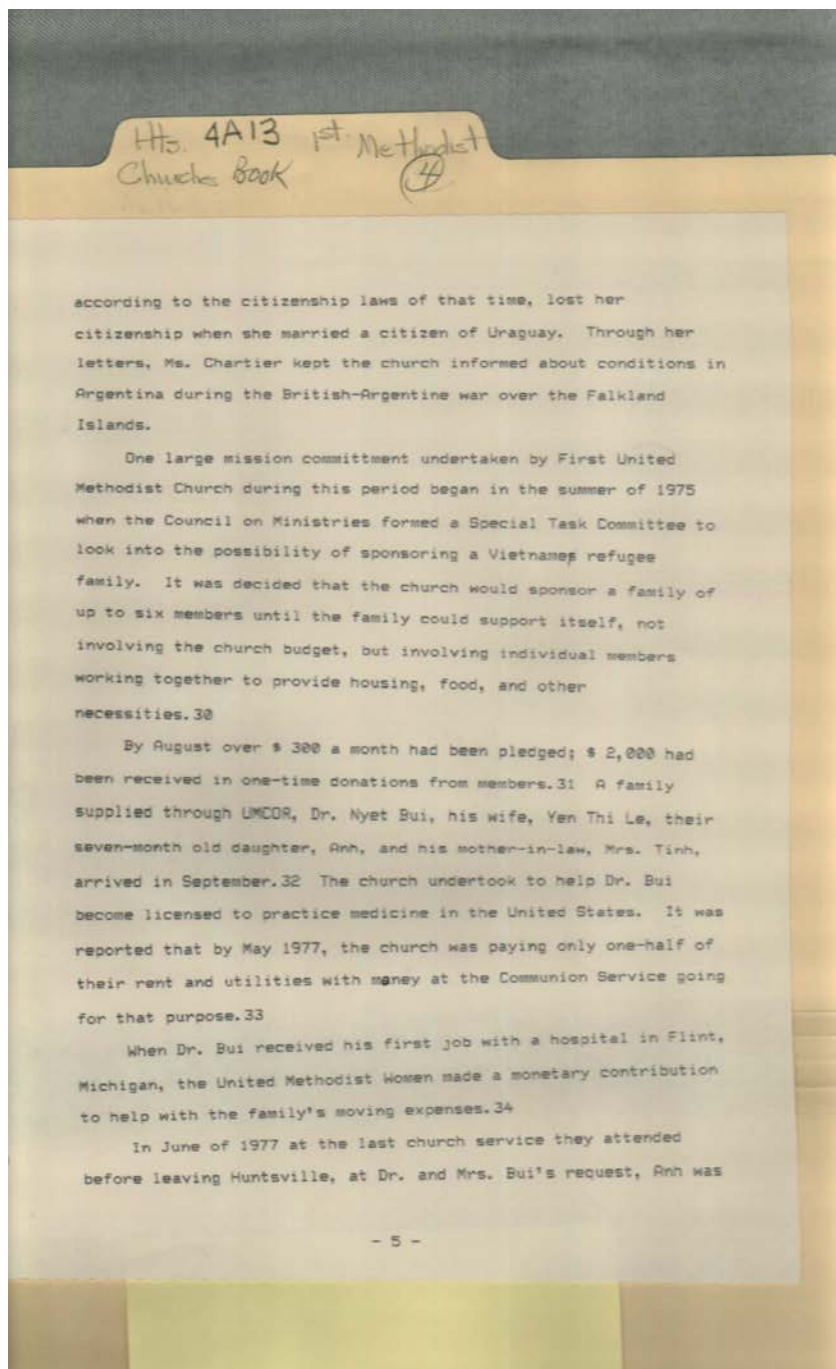 Hts. 4A13 1st Methodist
Churches Book 4
according to the citizenship laws of that time, lost her
citizenship when she married a citizen of Uraguay. Through her
letters, Ms. Chartier kept the church informed about conditions in
Argentina during the British-Argentine war over the Falkland
Islands.
One large mission committment undertaken by First United
Methodist Church during this period began in the summer of 1975
when the Council on Ministries formed a Special Task Committee to
look into the possibility of sponsoring a Vietnames refugee
family. It was decided that the church would sponsor a family of
up to six members until the family could support itself, not
involving the church budget, but involving individual members
working together to provide housing, food, and other
necessities.30
By August over $ 300 a month had been pledged; $ 2,000 had
been received in one-time donations from members.31 A family
supplied through UMCOR, Dr. Nyet Bui, his wife, Yen Thi Le, their
seven-month old daughter, Anh, and his mother-in-law, Mrs. Tinh,
arrived in September.32 The church undertook to help Dr. Bui
become licensed to practice medicine in the United States. It was
reported that by May 1977, the church was paying only one-half of
their rent and utilities with money at the Communion Service going
for that purpose.33
When Dr. Bui received his first job with a hospital in Flint,
Michigan, the United Methodist Women made a monetary contribution
to help with the family's moving expenses.34
In June of 1977 at the last church service they attended
before leaving Huntsville, at Dr. and Mrs. Bui's request, Anh was
- 5 -